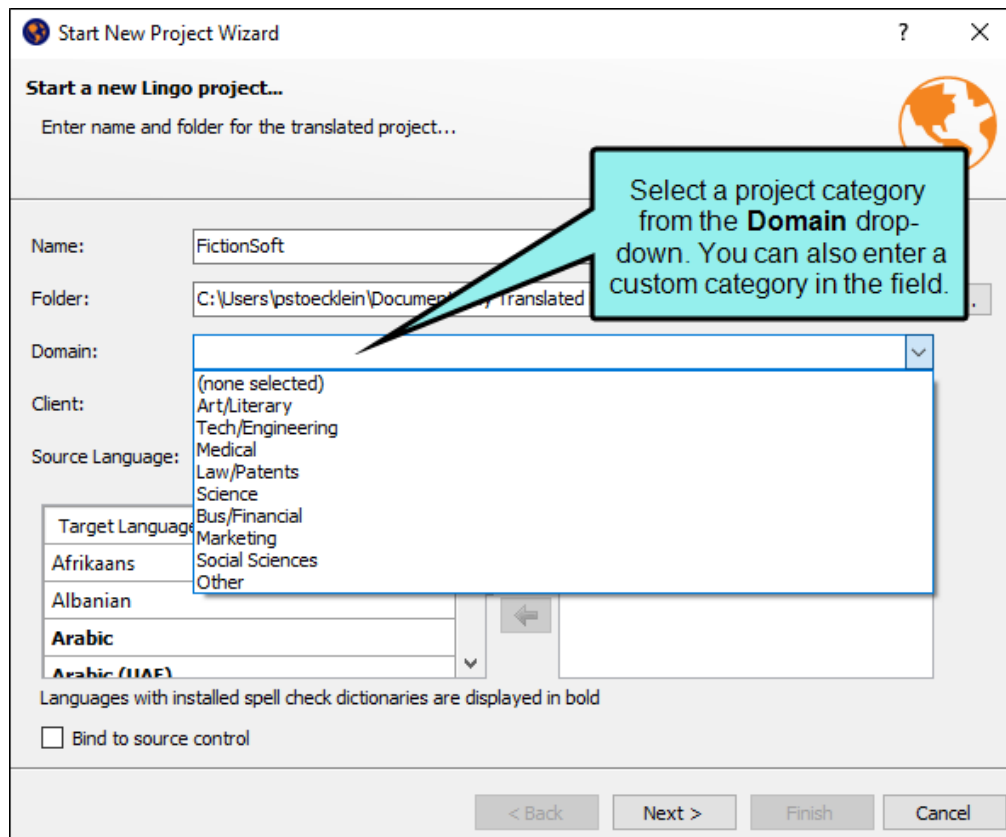 Start New Project Wizard
?
Start a new Lingo project...
Enter name and folder for the translated project...
Select a project category
from the Domain drop-
down. You can also enter a
custom category in the field.
Name:
FictionSoft
Folder:
C:\Users\pstoecklein\Document Translated
Domain:
(none selected)
Art/Literary
Tech/Engineering
Medical
Law/Patents
Science
Bus/Financial
Marketing
Social Sciences
Other
Client:
Source Language:
Target Language
Afrikaans
Albanian
Arabic
Arabic (UAE)
Languages with installed spell check dictionaries are displayed in bold
Bind to source control
< Back
Next >
Finish
Cancel